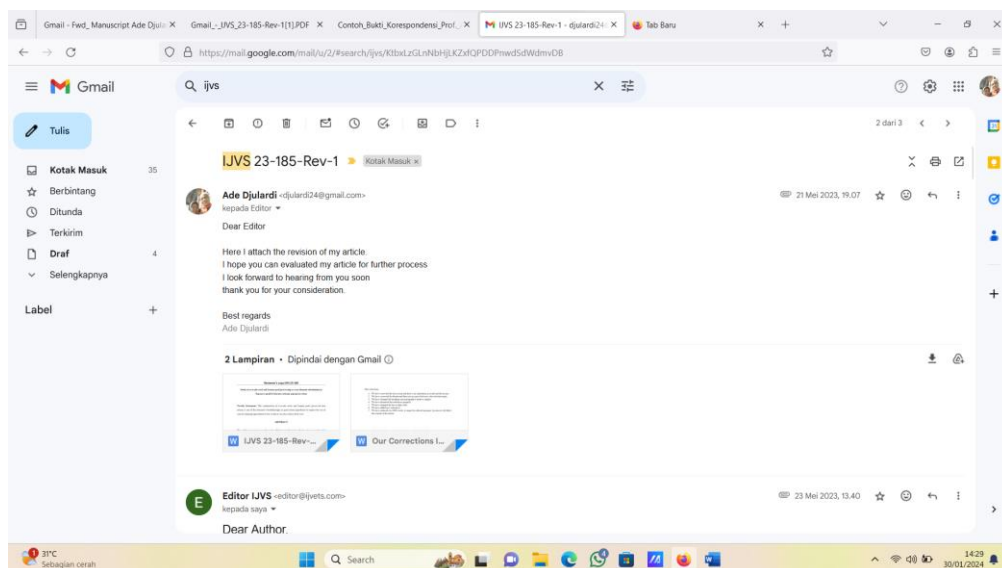 Gmail - Fwd_ Manuscript Ade Djula
Gmail_-_IJVS_23-185-Rev-1[1].PDF
Contoh_Bukti_Korespondensi_Prof._
IJVS 23-185-Rev-1 - djulardi24
Tab Baru
https://mail.google.com/mail/u/2/#search/ijvs/KtbxLzGLnNbHjLKZxfQPDDPnwdSdWdmvDB
Gmail
ijvs
Tulis
2 dari 3
Kotak Masuk 35
Berbintang
Ditunda
Terkirim
Draf 4
Selengkapnya
Label
IJVS 23-185-Rev-1
Kotak Masuk
Ade Djulardi <djulardi24@gmail.com>
21 Mei 2023, 19.07
kepada Editor
Dear Editor
Here I attach the revision of my article.
I hope you can evaluated my article for further process
I look forward to hearing from you soon
thank you for your consideration.
Best regards
Ade Djulardi
2 Lampiran • Dipindai dengan Gmail
IJVS 23-185-Rev-...
Our Corrections I...
E
Editor IJVS <editor@ijvets.com>
23 Mei 2023, 13.40
kepada saya
Dear Author,
31°C
Sebagian cerah
Search
14.29
30/01/2024